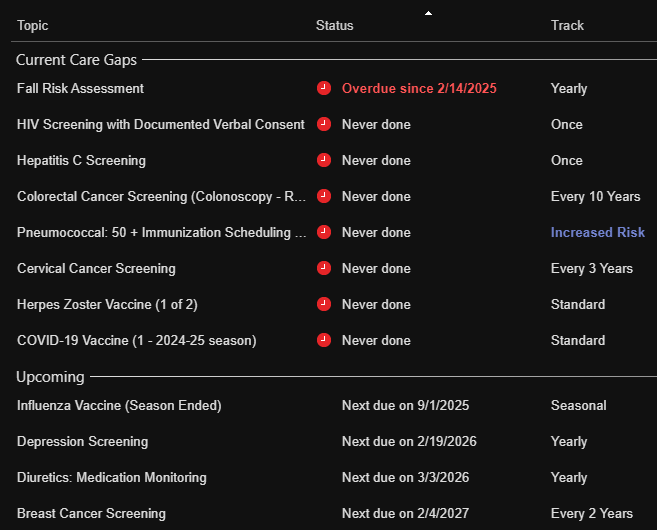 Topic Status Track
Current Care Gaps
Fall Risk Assessment Overdue since 2/14/2025 Yearly
HIV Screening with Documented Verbal Consent Never done Once
Hepatitis C Screening Never done Once
Colorectal Cancer Screening (Colonoscopy - R... Never done Every 10 Years
Pneumococcal: 50 + Immunization Scheduling ... Never done Increased Risk
Cervical Cancer Screening Never done Every 3 Years
Herpes Zoster Vaccine (1 of 2) Never done Standard
COVID-19 Vaccine (1 - 2024-25 season) Never done Standard
Upcoming
Influenza Vaccine (Season Ended) Next due on 9/1/2025 Seasonal
Depression Screening Next due on 2/19/2026 Yearly
Diuretics: Medication Monitoring Next due on 3/3/2026 Yearly
Breast Cancer Screening Next due on 2/4/2027 Every 2 Years